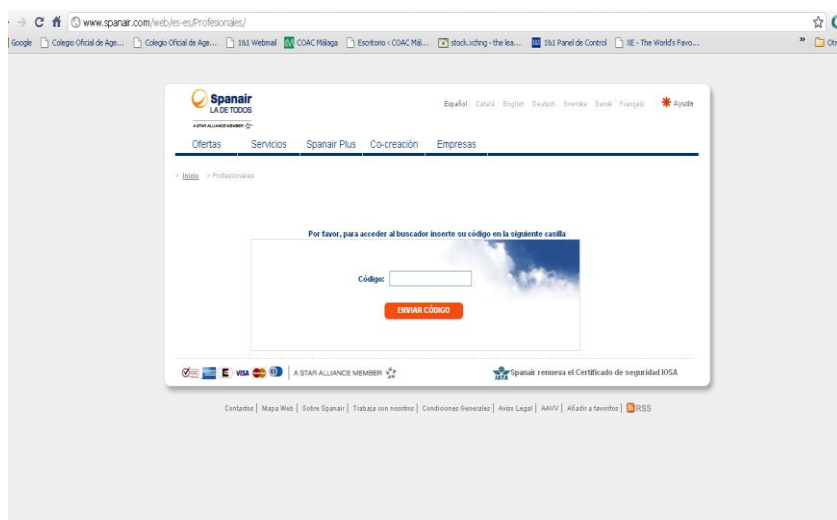 www.spanair.com/web/es-es/Profesionales/
Google Colegio Oficial de Age... Colegio Oficial de Age... 1&1 Webmail COAC Málaga Escritorio < COAC Mál... stock.xchng - the lea... 1&1 Panel de Control XE - The World's Favo... »
Spanair
LA DE TODOS
A STAR ALLIANCE MEMBER
Español Català English Deutsch Svenska Dansk Français Ayuda
Ofertas Servicios Spanair Plus Co-creación Empresas
> Inicio > Profesionales
Por favor, para acceder al buscador inserte su código en la siguiente casilla
Código:
ENVIAR CÓDIGO
VISA A STAR ALLIANCE MEMBER IATA Spanair renueva el Certificado de seguridad IOSA
Contactos | Mapa Web | Sobre Spanair | Trabaja con nosotros | Condiciones Generales | Aviso Legal | AAVV | Añadir a favoritos | RSS